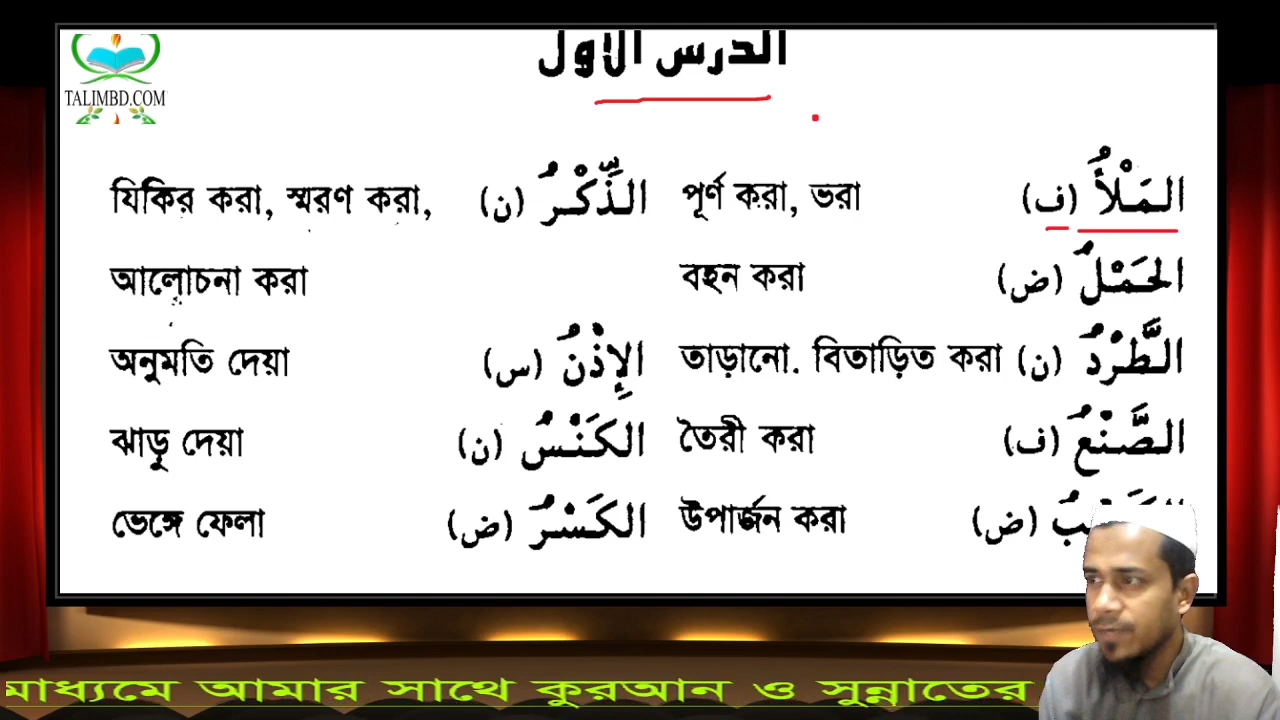 الدرس الاول
TALIMBD.COM
المَلْأُ (ف) পূর্ণ করা, ভরা الذِّكْرُ (ن) যিকির করা, স্মরণ করা,
الحَمْلُ (ض) বহন করা আলোচনা করা
الطَّرْدُ (ن) তাড়ানো. বিতাড়িত করা الإِذْنُ (س) অনুমতি দেয়া
الصَّنْعُ (ف) তৈরী করা الكَنْسُ (ن) ঝাড়ু দেয়া
(ض) উপার্জন করা الكَسْرُ (ض) ভেঙ্গে ফেলা
মাধ্যমে আমার সাথে কুরআন ও সুন্নাতের